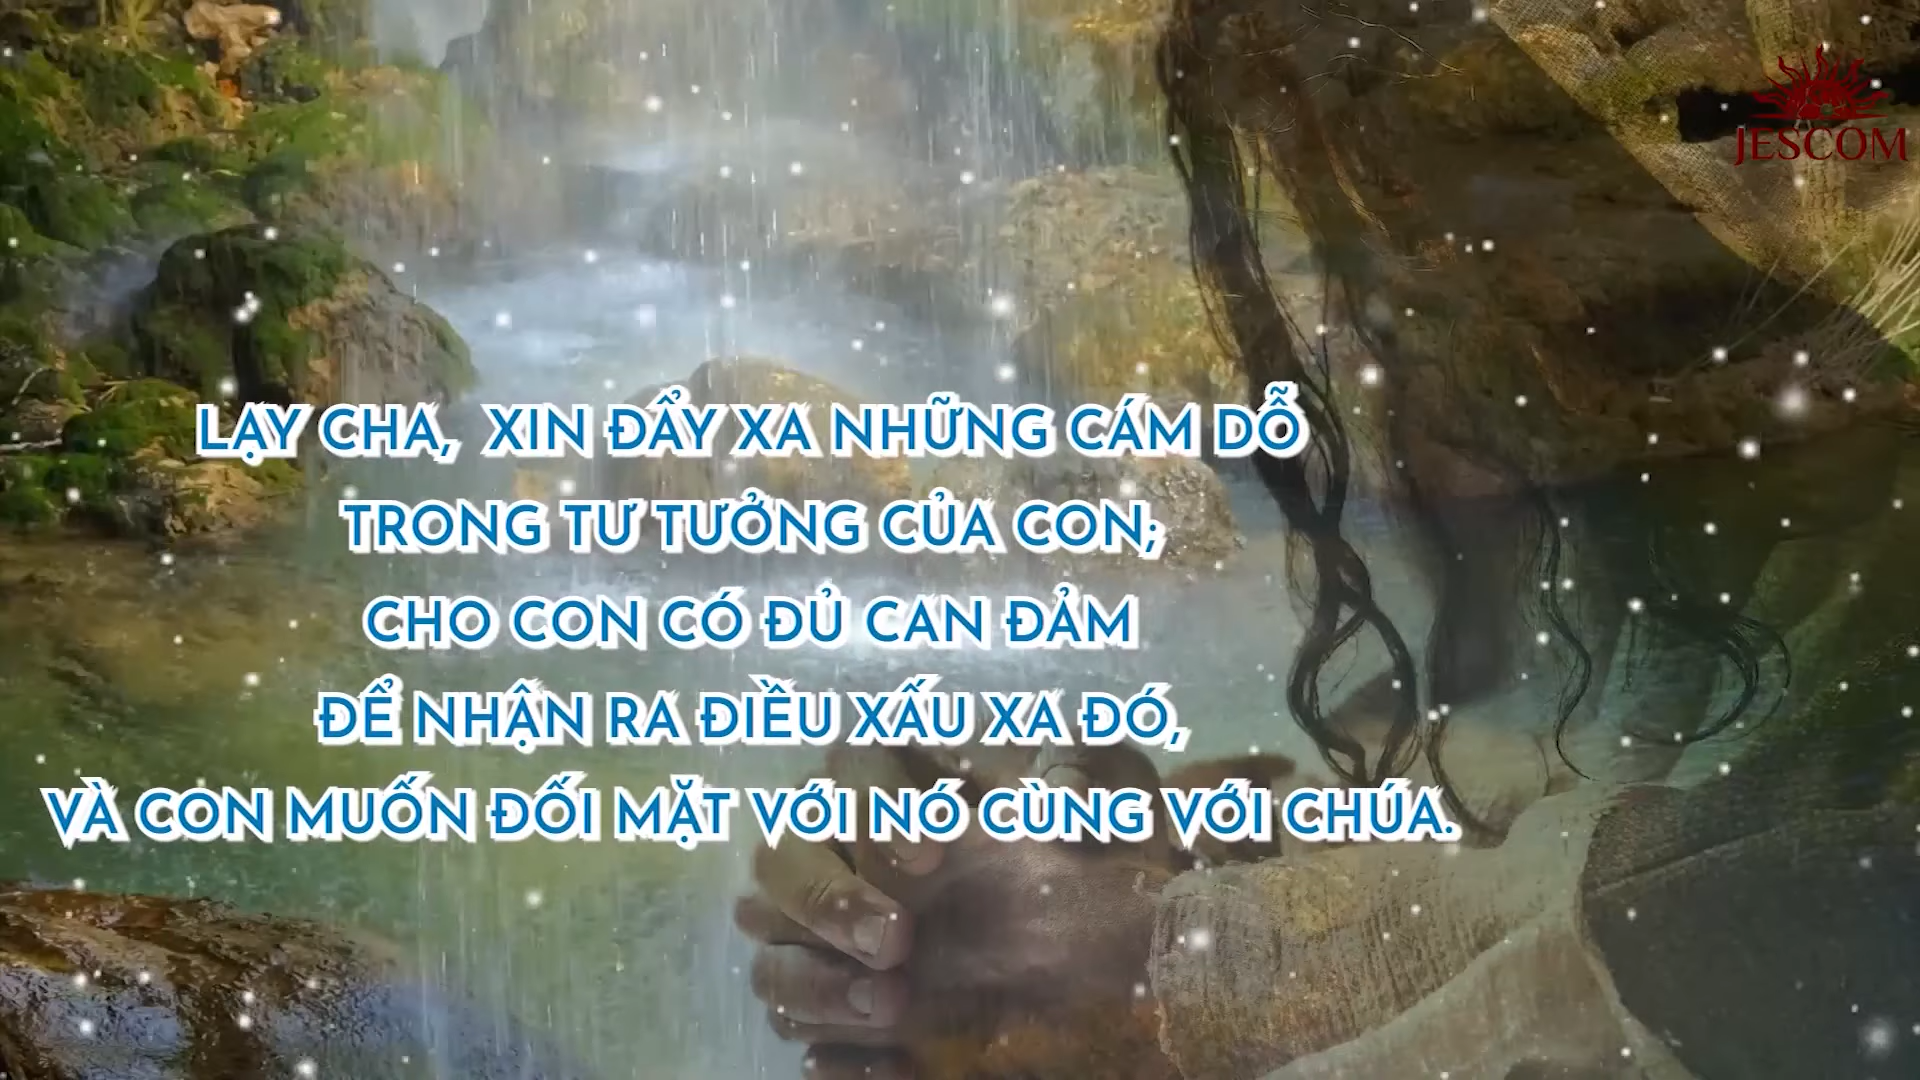 JESCOM
LẠY CHA, XIN ĐẨY XA NHỮNG CÁM DỖ
TRONG TƯ TƯỞNG CỦA CON;
CHO CON CÓ ĐỦ CAN ĐẢM
ĐỂ NHẬN RA ĐIỀU XẤU XA ĐÓ,
VÀ CON MUỐN ĐỐI MẶT VỚI NÓ CÙNG VỚI CHÚA.